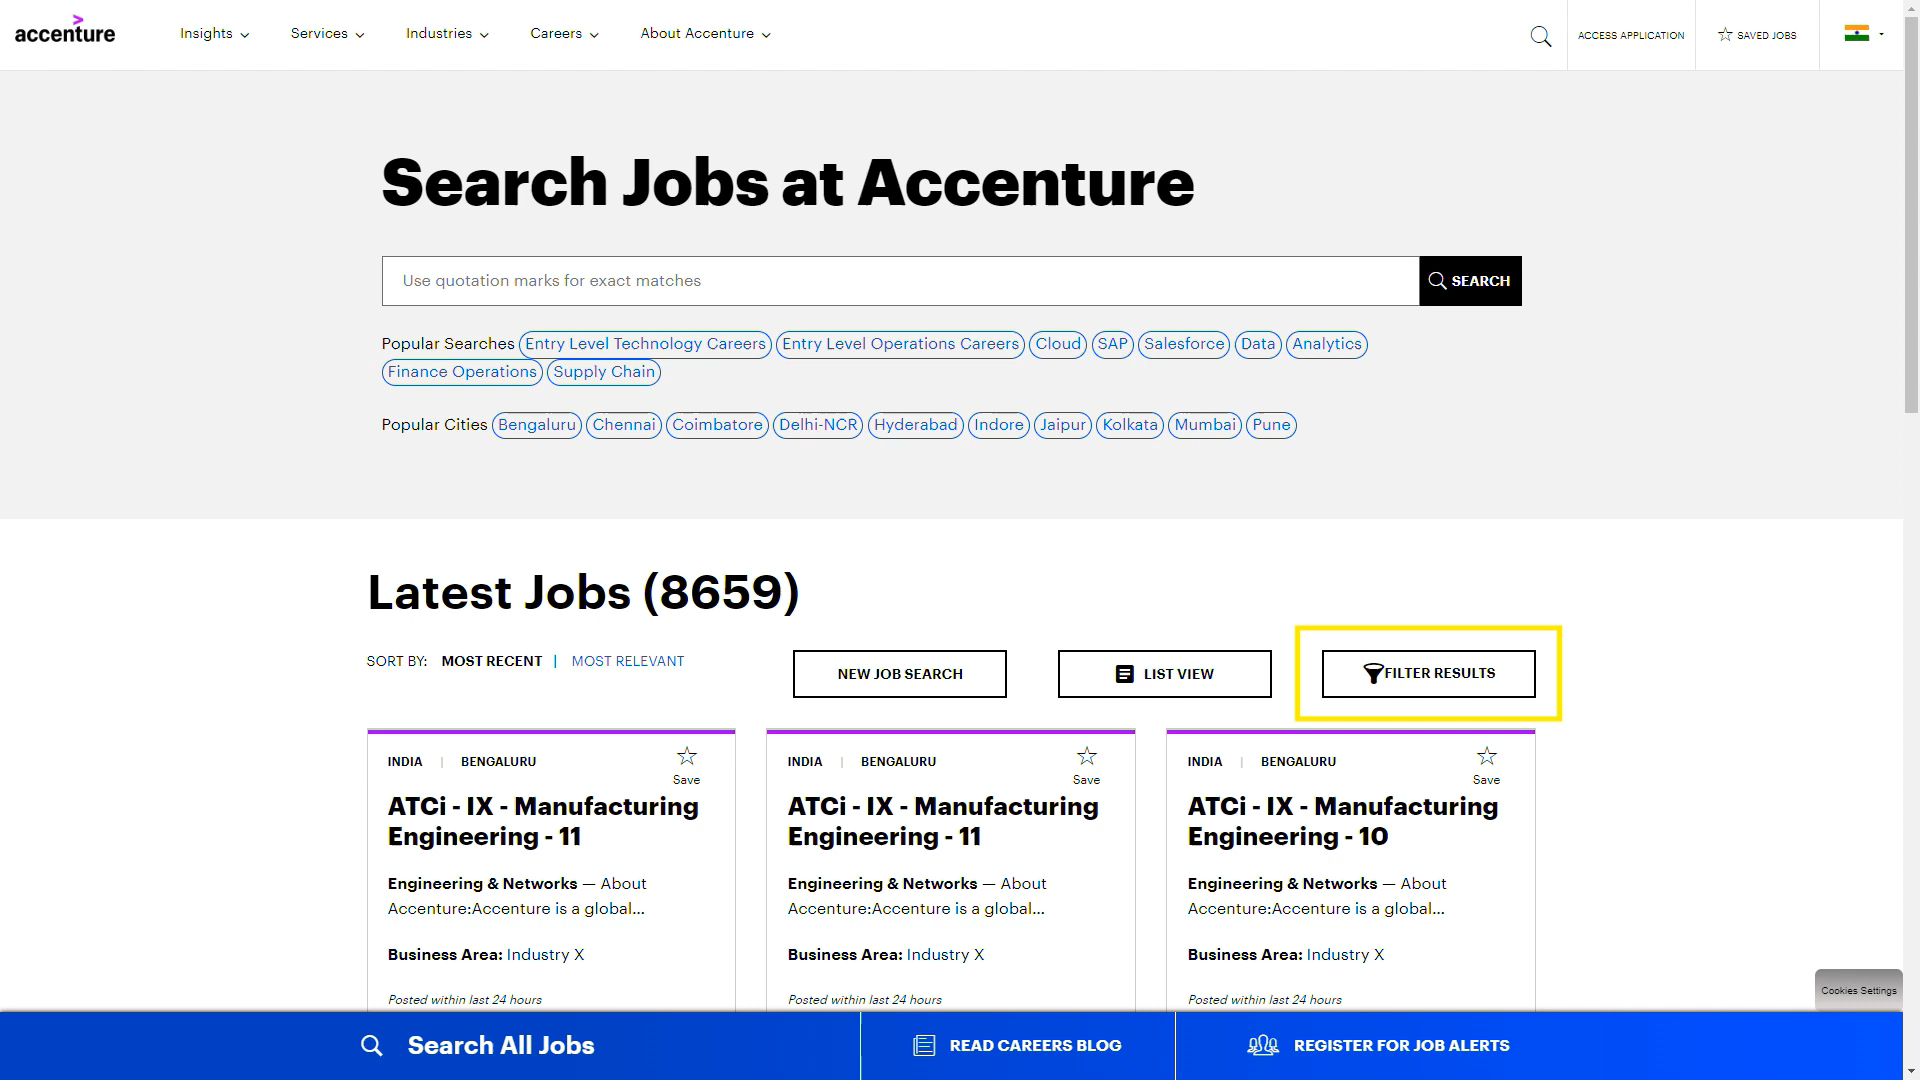 accenture
Insights
Services
Industries
Careers
About Accenture
ACCESS APPLICATION
SAVED JOBS
Search Jobs at Accenture
Use quotation marks for exact matches
SEARCH
Popular Searches Entry Level Technology Careers Entry Level Operations Careers Cloud SAP Salesforce Data Analytics
Finance Operations Supply Chain
Popular Cities Bengaluru Chennai Coimbatore Delhi-NCR Hyderabad Indore Jaipur Kolkata Mumbai Pune
Latest Jobs (8659)
SORT BY: MOST RECENT | MOST RELEVANT
NEW JOB SEARCH
LIST VIEW
FILTER RESULTS
INDIA | BENGALURU
Save
ATCi - IX - Manufacturing
Engineering - 11
Engineering & Networks — About
Accenture:Accenture is a global...
Business Area: Industry X
Posted within last 24 hours
INDIA | BENGALURU
Save
ATCi - IX - Manufacturing
Engineering - 11
Engineering & Networks — About
Accenture:Accenture is a global...
Business Area: Industry X
Posted within last 24 hours
INDIA | BENGALURU
Save
ATCi - IX - Manufacturing
Engineering - 10
Engineering & Networks — About
Accenture:Accenture is a global...
Business Area: Industry X
Posted within last 24 hours
Cookies Settings
Search All Jobs
READ CAREERS BLOG
REGISTER FOR JOB ALERTS